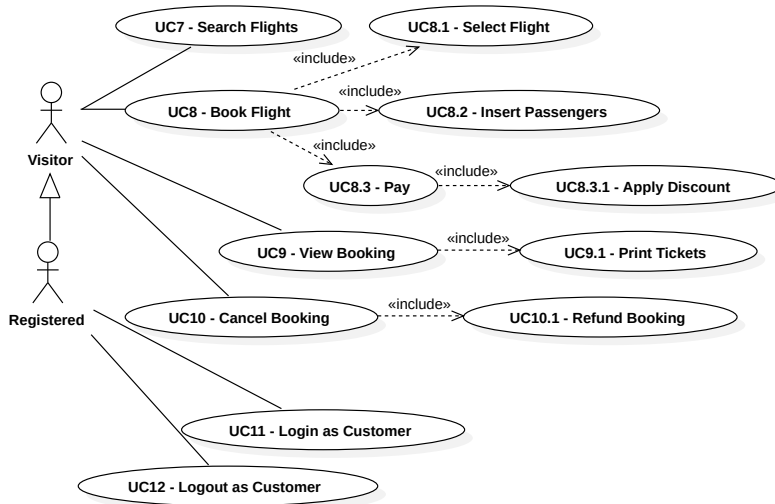 UC7 - Search Flights
UC8.1 - Select Flight
«include»
«include»
UC8 - Book Flight
UC8.2 - Insert Passengers
«include»
Visitor
«include»
UC8.3 - Pay
UC8.3.1 - Apply Discount
«include»
UC9 - View Booking
UC9.1 - Print Tickets
«include»
Registered
UC10 - Cancel Booking
UC10.1 - Refund Booking
UC11 - Login as Customer
UC12 - Logout as Customer